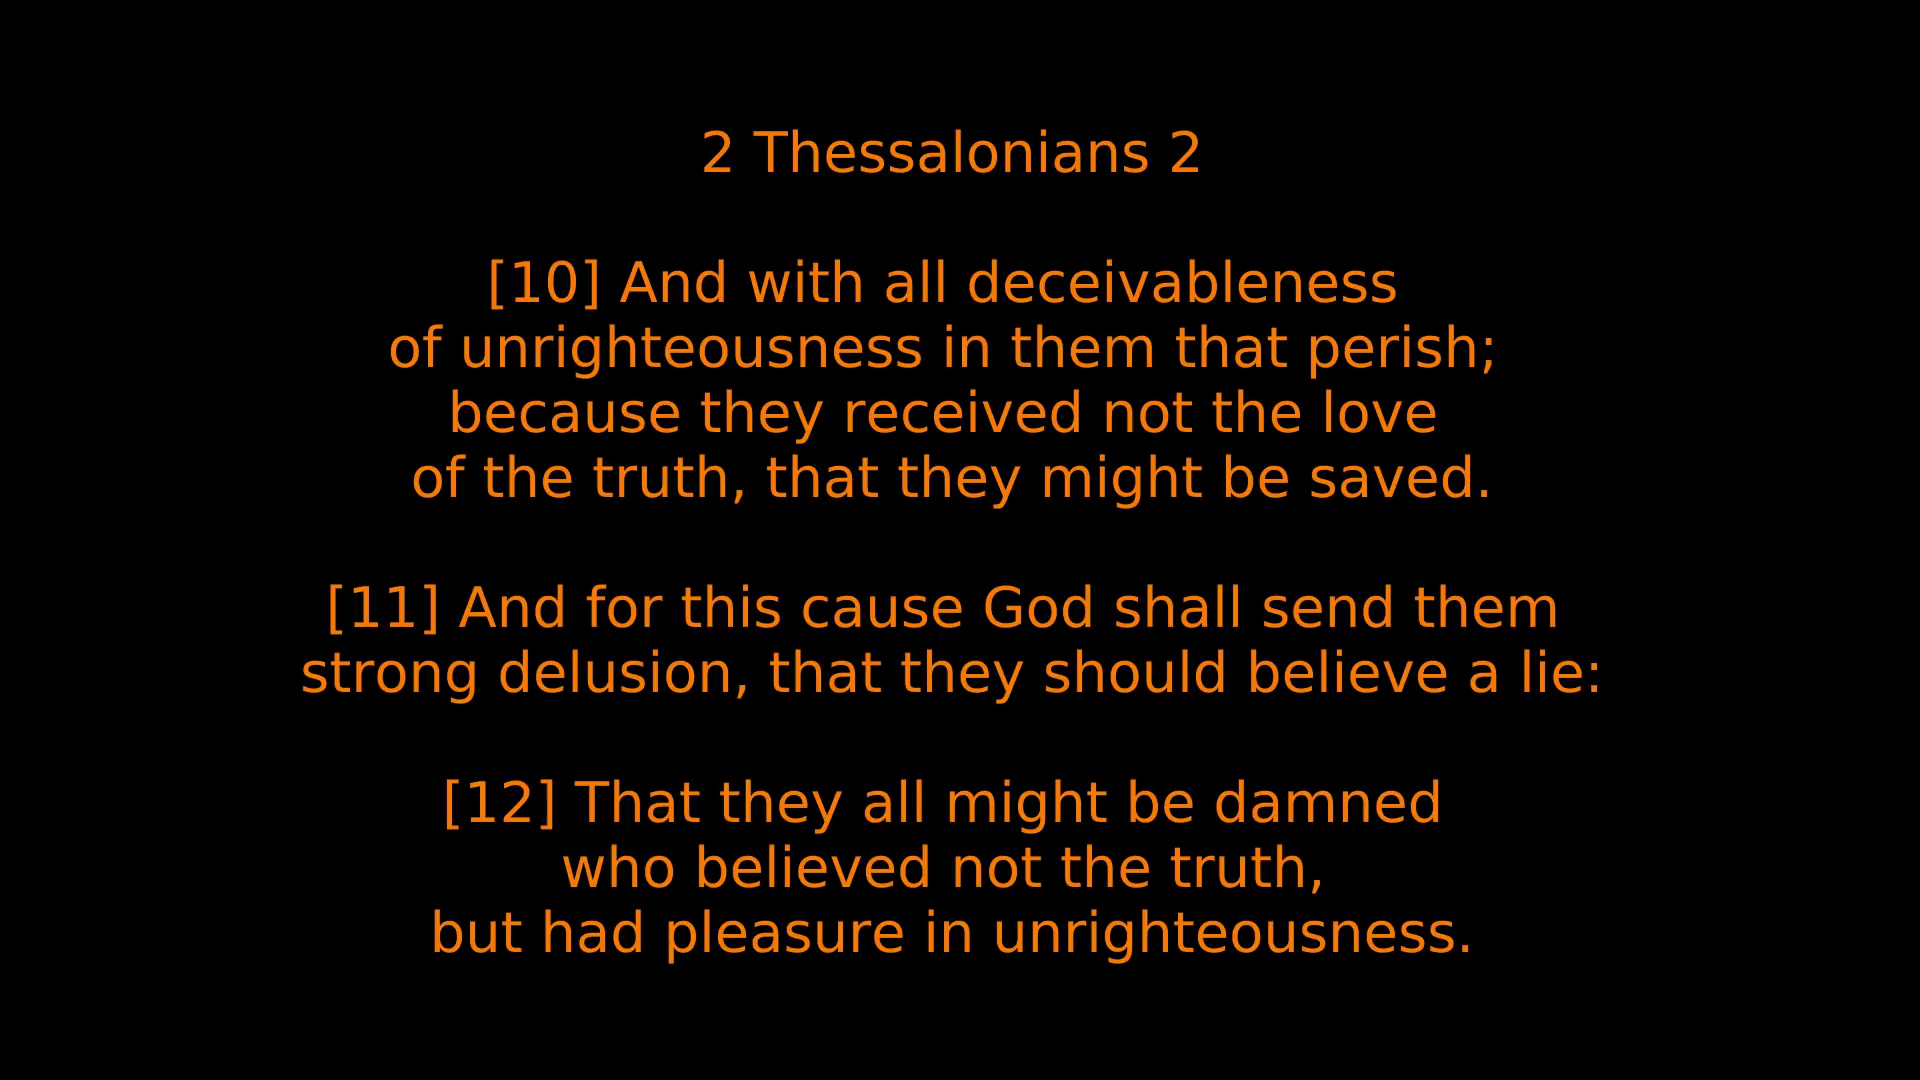 2 Thessalonians 2
[10] And with all deceivableness
of unrighteousness in them that perish;
because they received not the love
of the truth, that they might be saved.
[11] And for this cause God shall send them
strong delusion, that they should believe a lie:
[12] That they all might be damned
who believed not the truth,
but had pleasure in unrighteousness.